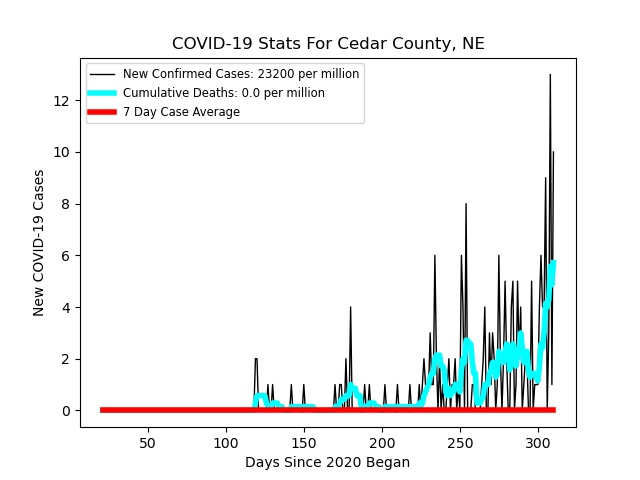 COVID-19 Stats For Cedar County, NE
New Confirmed Cases: 23200 per million
Cumulative Deaths: 0.0 per million
7 Day Case Average
New COVID-19 Cases
12
10
8
6
4
2
0
50 100 150 200 250 300
Days Since 2020 Began